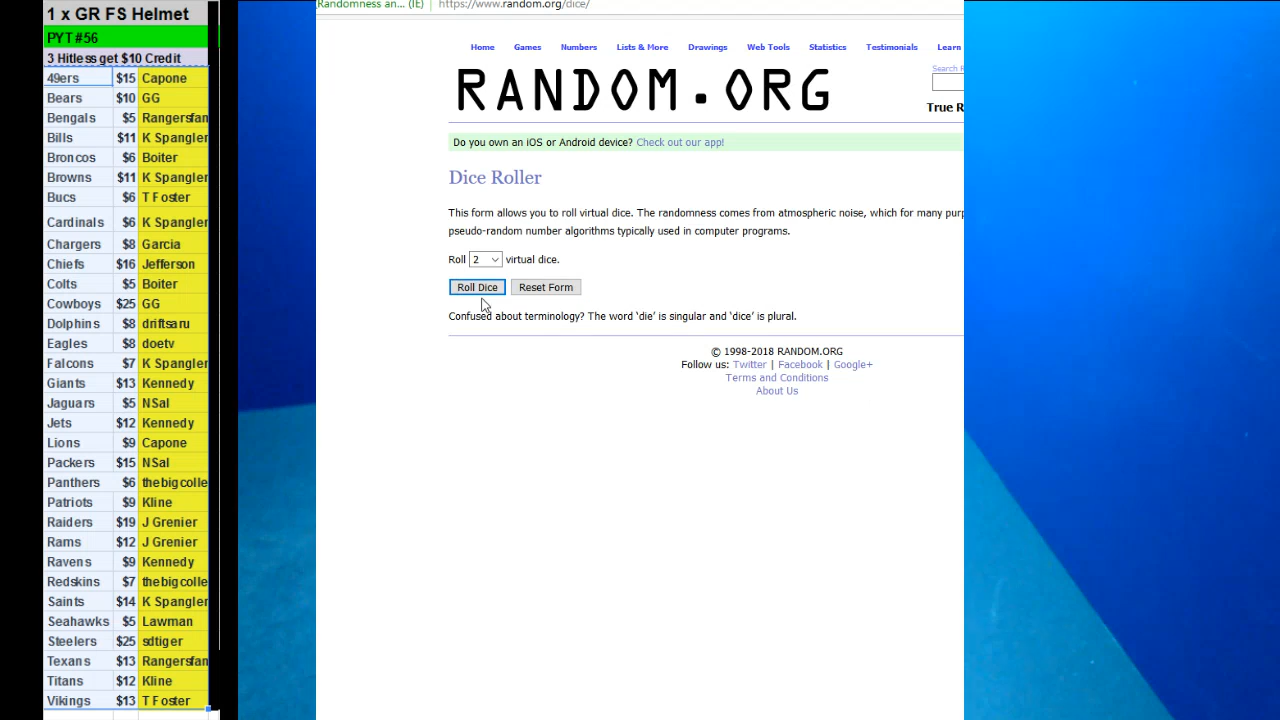 1 x GR FS Helmet
PYT #56
3 Hitless get $10 Credit
49ers $15 Capone
Bears $10 GG
Bengals $5 Rangersfan
Bills $11 K Spangler
Broncos $6 Boiter
Browns $11 K Spangler
Bucs $6 T Foster
Cardinals $6 K Spangler
Chargers $8 Garcia
Chiefs $16 Jefferson
Colts $5 Boiter
Cowboys $25 GG
Dolphins $8 driftsaru
Eagles $8 doetv
Falcons $7 K Spangler
Giants $13 Kennedy
Jaguars $5 NSal
Jets $12 Kennedy
Lions $9 Capone
Packers $15 NSal
Panthers $6 thebigcolle
Patriots $9 Kline
Raiders $19 J Grenier
Rams $12 J Grenier
Ravens $9 Kennedy
Redskins $7 thebigcolle
Saints $14 K Spangler
Seahawks $5 Lawman
Steelers $25 sdtiger
Texans $13 Rangersfan
Titans $12 Kline
Vikings $13 T Foster
Randomness an... (IE) https://www.random.org/dice/
Home Games Numbers Lists & More Drawings Web Tools Statistics Testimonials Learn
Search R
RANDOM.ORG
True R
Do you own an iOS or Android device? Check out our app!
Dice Roller
This form allows you to roll virtual dice. The randomness comes from atmospheric noise, which for many purp
pseudo-random number algorithms typically used in computer programs.
Roll 2 virtual dice.
Roll Dice Reset Form
Confused about terminology? The word ‘die’ is singular and ‘dice’ is plural.
© 1998-2018 RANDOM.ORG
Follow us: Twitter | Facebook | Google+
Terms and Conditions
About Us